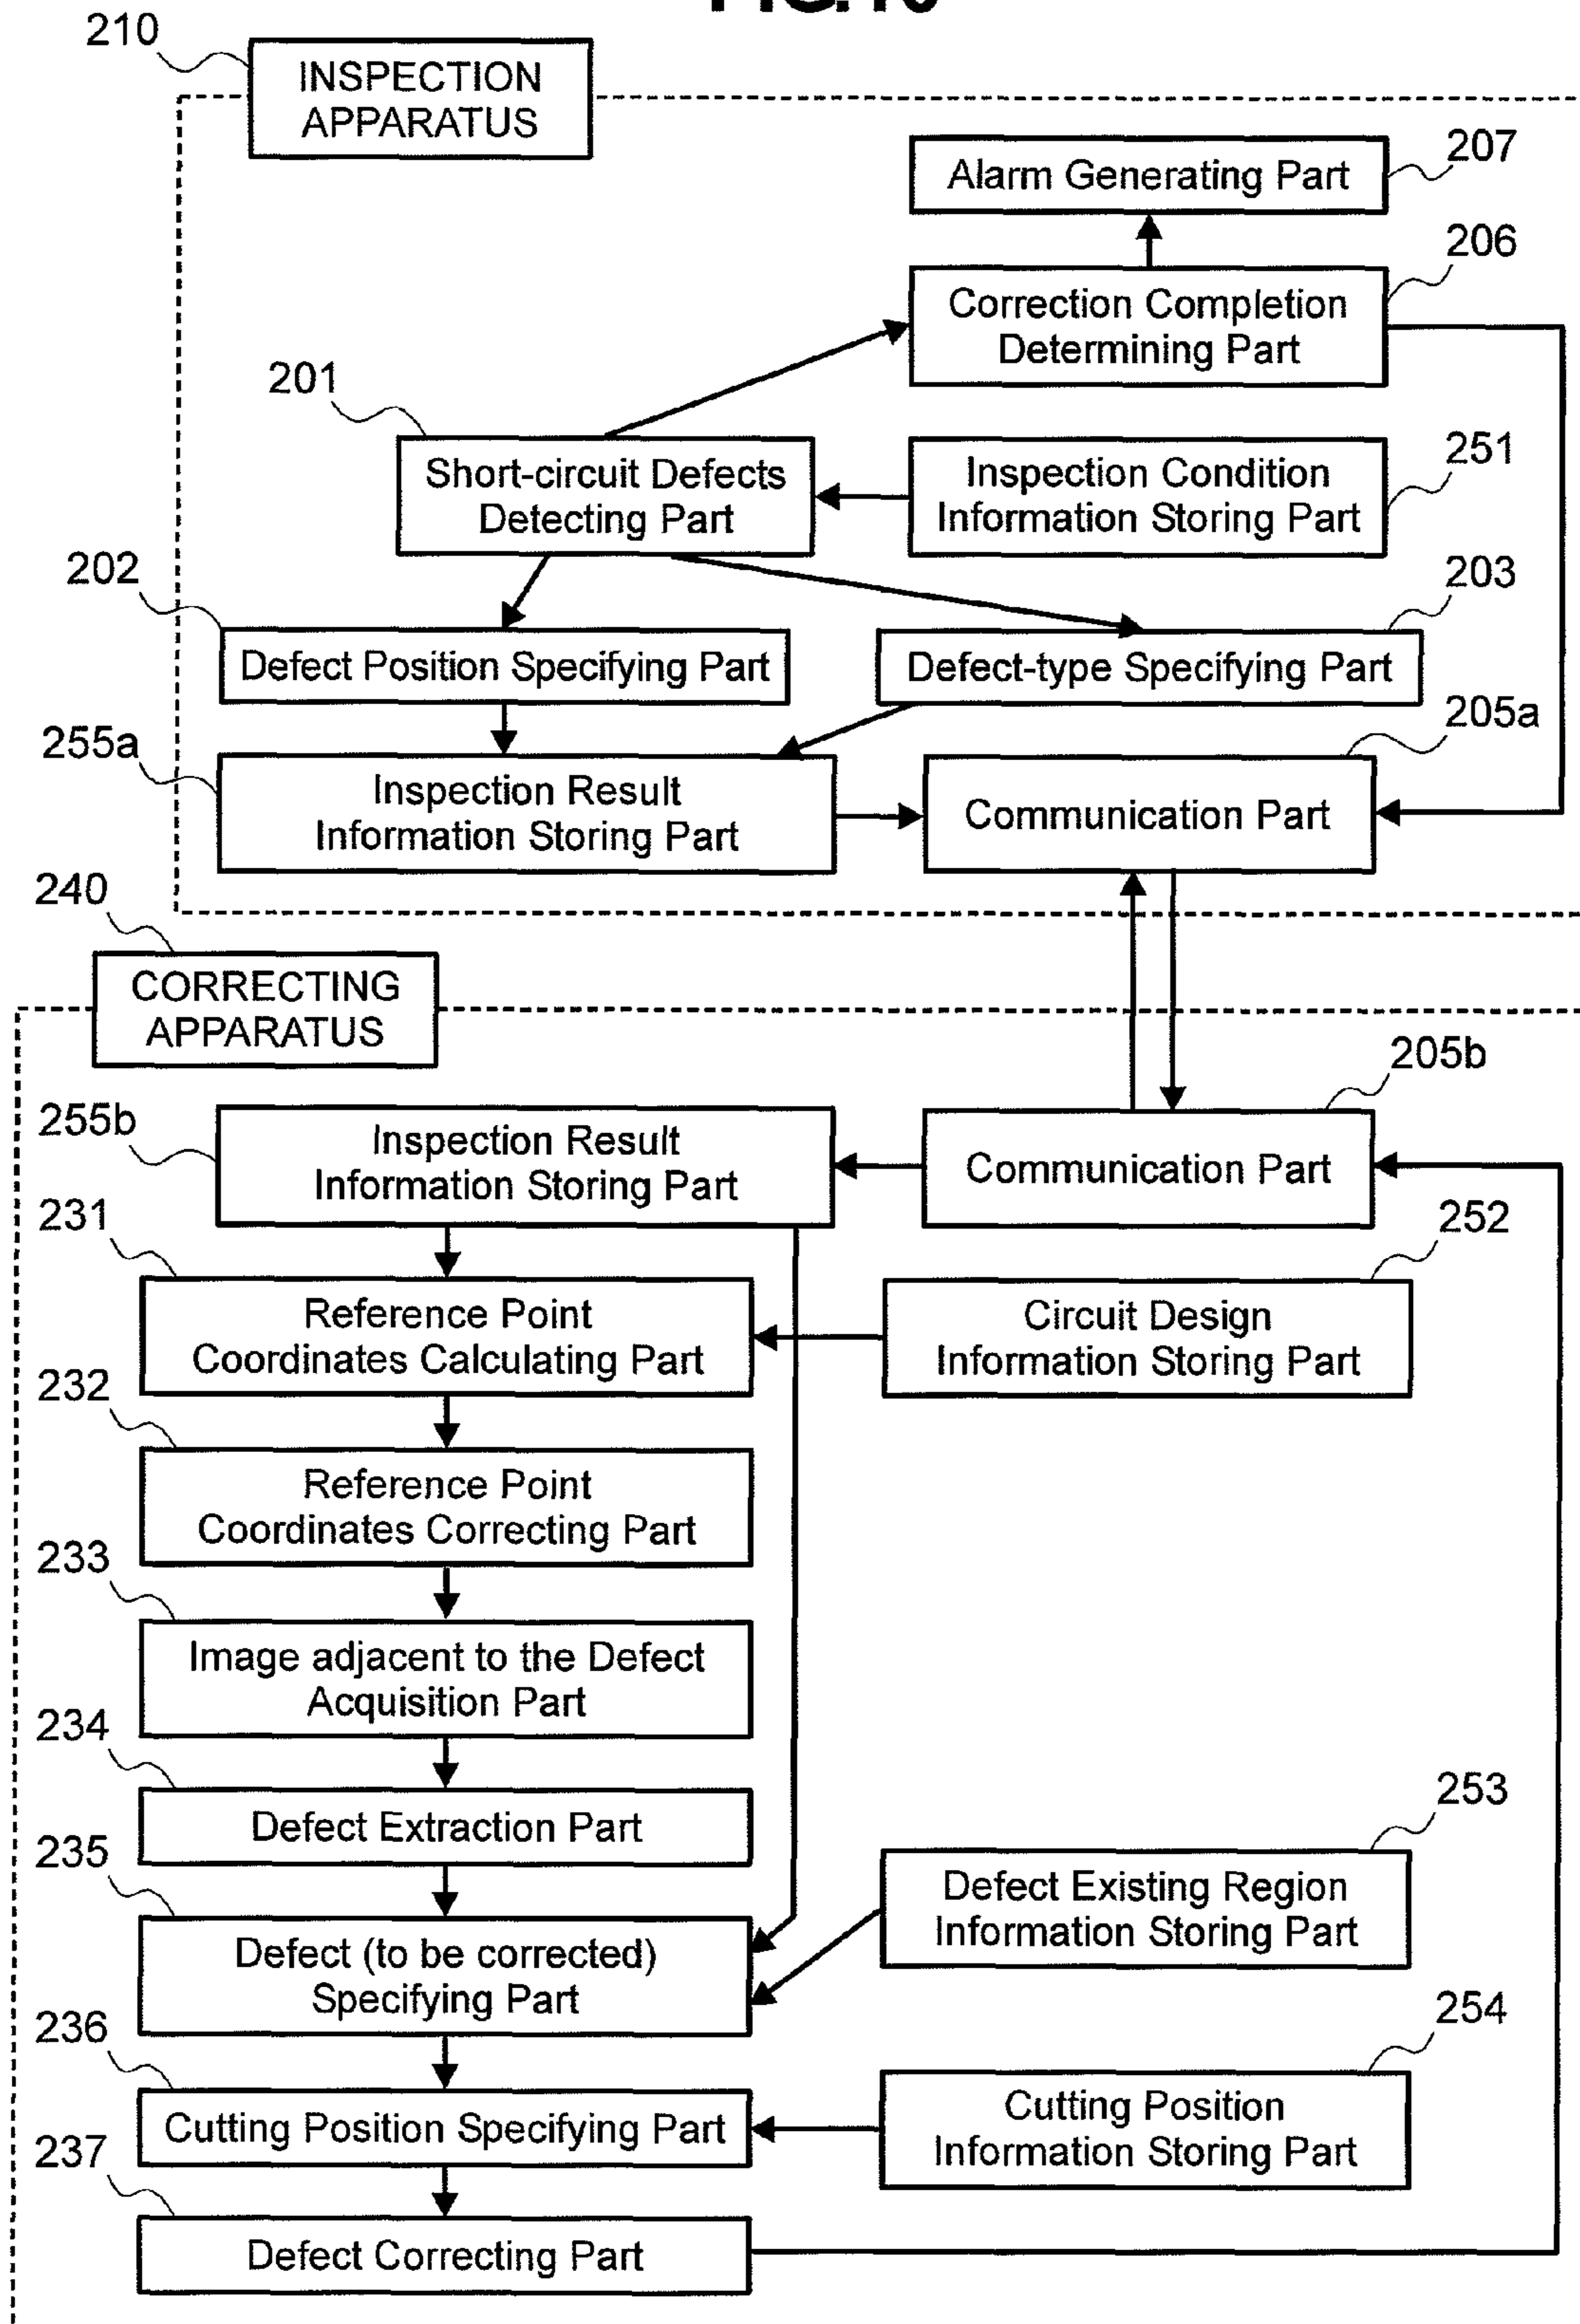 210
INSPECTION
APPARATUS
Alarm Generating Part
207
206
Correction Completion
Determining Part
201
Short-circuit Defects
Detecting Part
Inspection Condition
Information Storing Part
251
202
203
Defect Position Specifying Part
Defect-type Specifying Part
255a
205a
Inspection Result
Information Storing Part
Communication Part
240
CORRECTING
APPARATUS
205b
255b
Inspection Result
Information Storing Part
Communication Part
231
252
Reference Point
Coordinates Calculating Part
Circuit Design
Information Storing Part
232
Reference Point
Coordinates Correcting Part
233
Image adjacent to the Defect
Acquisition Part
234
Defect Extraction Part
253
235
Defect Existing Region
Information Storing Part
Defect (to be corrected)
Specifying Part
236
254
Cutting Position Specifying Part
Cutting Position
Information Storing Part
237
Defect Correcting Part